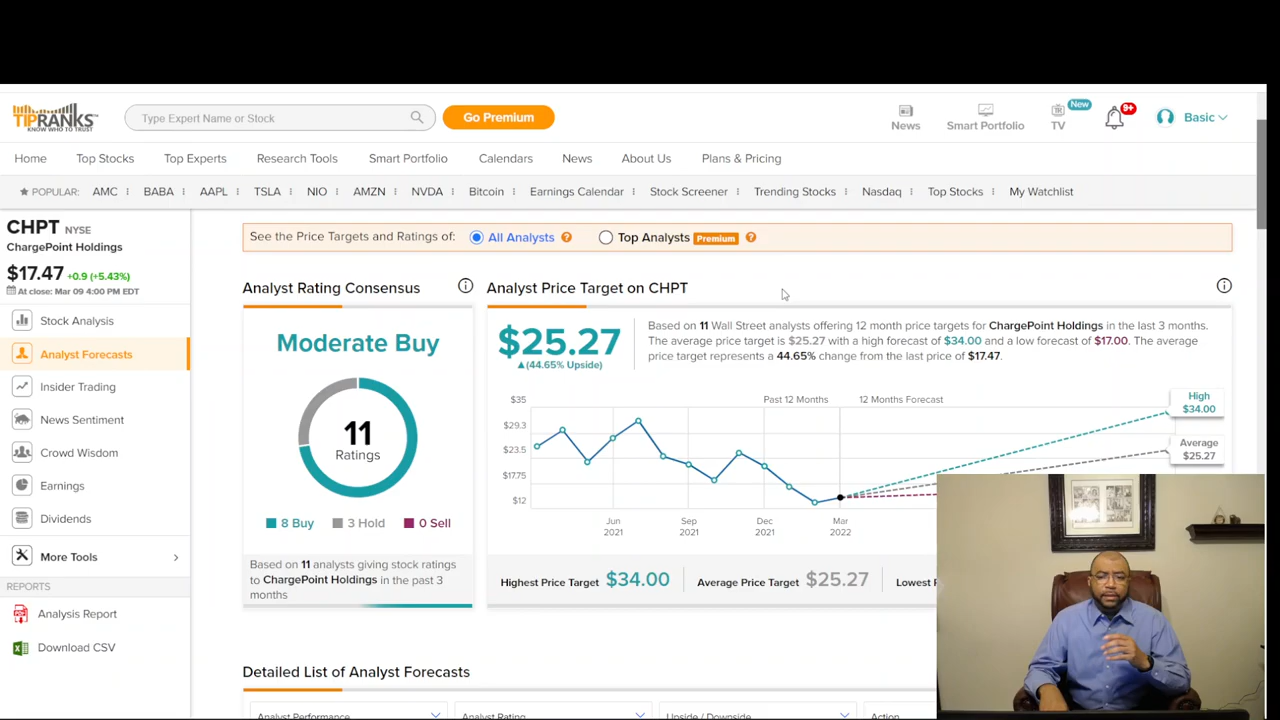 TIPRANKS
KNOW WHO TO TRUST
Type Expert Name or Stock
Go Premium
News
Smart Portfolio
New
TV
9+
Basic
Home
Top Stocks
Top Experts
Research Tools
Smart Portfolio
Calendars
News
About Us
Plans & Pricing
★ POPULAR: AMC BABA AAPL TSLA NIO AMZN NVDA Bitcoin Earnings Calendar Stock Screener Trending Stocks Nasdaq Top Stocks My Watchlist
CHPT NYSE
ChargePoint Holdings
$17.47 +0.9 (+5.43%)
At close: Mar 09 4:00 PM EDT
Stock Analysis
Analyst Forecasts
Insider Trading
News Sentiment
Crowd Wisdom
Earnings
Dividends
More Tools
REPORTS
Analysis Report
Download CSV
See the Price Targets and Ratings of: All Analysts ? Top Analysts Premium ?
Analyst Rating Consensus
Moderate Buy
11
Ratings
8 Buy 3 Hold 0 Sell
Based on 11 analysts giving stock ratings
to ChargePoint Holdings in the past 3
months
Analyst Price Target on CHPT
$25.27
▲(44.65% Upside)
Based on 11 Wall Street analysts offering 12 month price targets for ChargePoint Holdings in the last 3 months.
The average price target is $25.27 with a high forecast of $34.00 and a low forecast of $17.00. The average
price target represents a 44.65% change from the last price of $17.47.
Past 12 Months
12 Months Forecast
$35
$29.3
$23.5
$17.75
$12
Jun
2021
Sep
2021
Dec
2021
Mar
2022
High
$34.00
Average
$25.27
Highest Price Target $34.00
Average Price Target $25.27
Lowest
Detailed List of Analyst Forecasts
Analyst Performance
Analyst Rating
Upside / Downside
Action